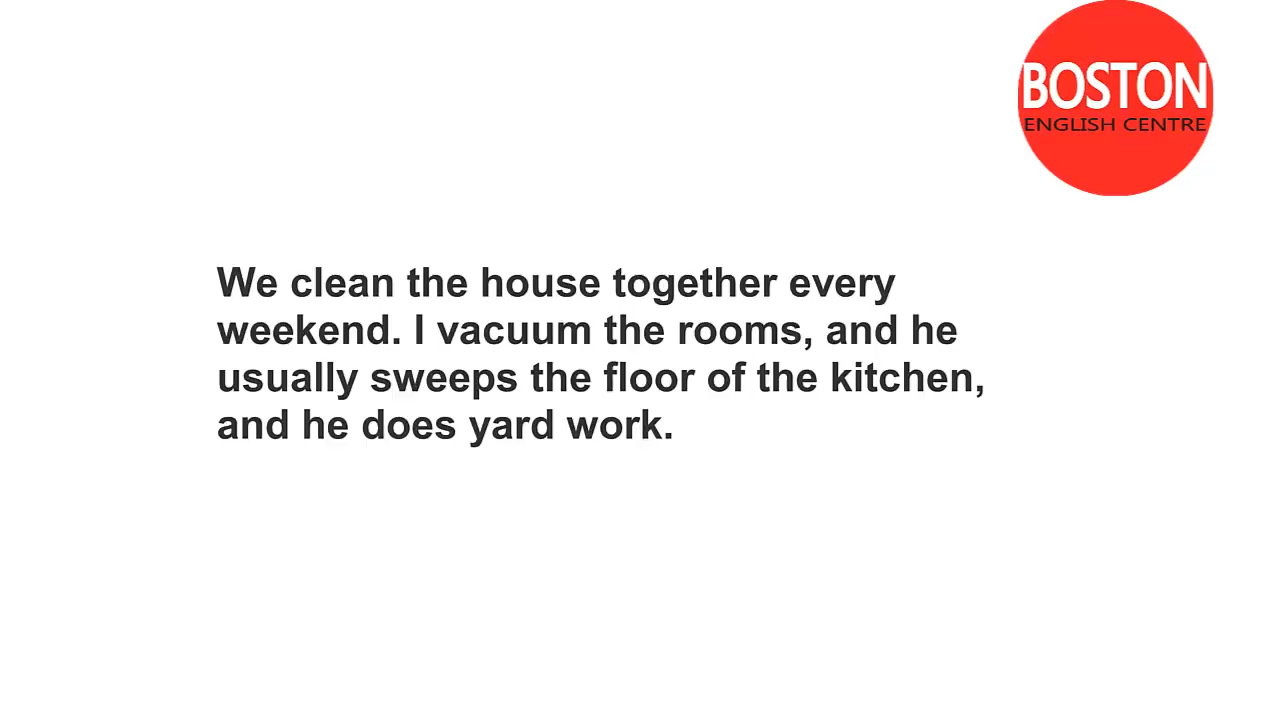 BOSTON
ENGLISH CENTRE
We clean the house together every
weekend. I vacuum the rooms, and he
usually sweeps the floor of the kitchen,
and he does yard work.